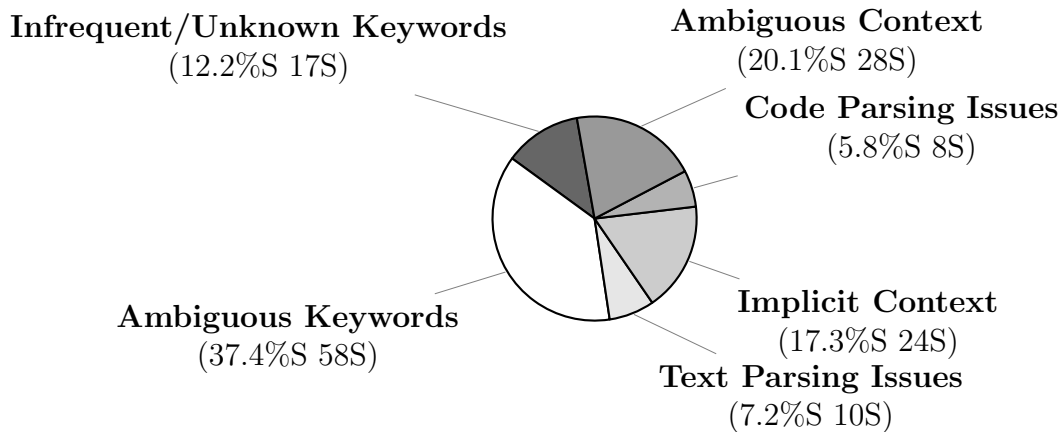 Infrequent/Unknown Keywords
(12.2%S 17S)
Ambiguous Context
(20.1%S 28S)
Code Parsing Issues
(5.8%S 8S)
Ambiguous Keywords
(37.4%S 58S)
Implicit Context
(17.3%S 24S)
Text Parsing Issues
(7.2%S 10S)